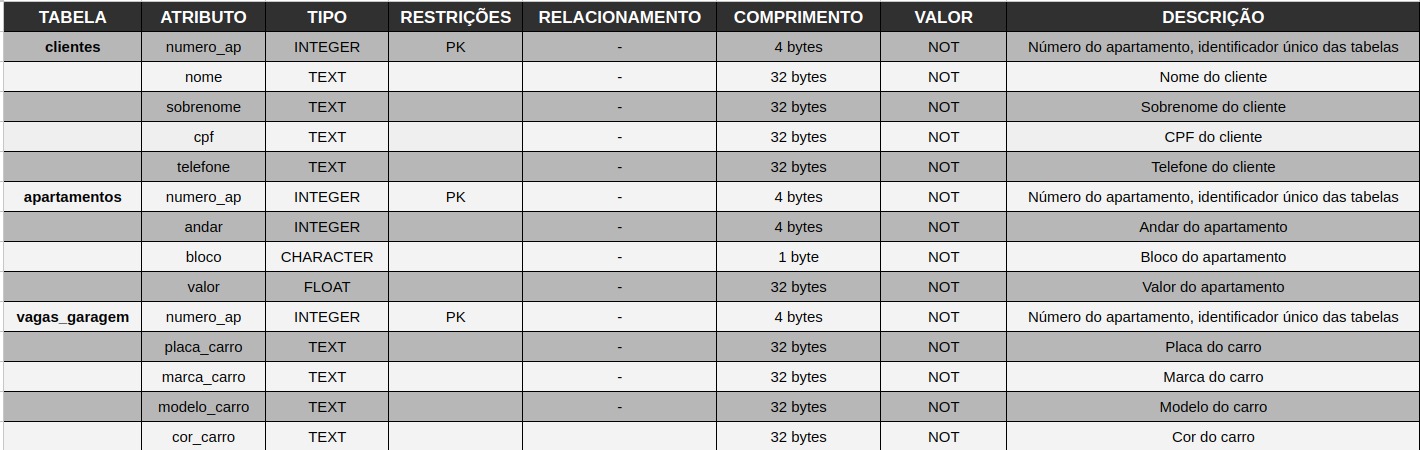 TABELA ATRIBUTO TIPO RESTRIÇÕES RELACIONAMENTO COMPRIMENTO VALOR DESCRIÇÃO
clientes numero_ap INTEGER PK - 4 bytes NOT Número do apartamento, identificador único das tabelas
nome TEXT - 32 bytes NOT Nome do cliente
sobrenome TEXT - 32 bytes NOT Sobrenome do cliente
cpf TEXT - 32 bytes NOT CPF do cliente
telefone TEXT - 32 bytes NOT Telefone do cliente
apartamentos numero_ap INTEGER PK - 4 bytes NOT Número do apartamento, identificador único das tabelas
andar INTEGER - 4 bytes NOT Andar do apartamento
bloco CHARACTER - 1 byte NOT Bloco do apartamento
valor FLOAT - 32 bytes NOT Valor do apartamento
vagas_garagem numero_ap INTEGER PK - 4 bytes NOT Número do apartamento, identificador único das tabelas
placa_carro TEXT - 32 bytes NOT Placa do carro
marca_carro TEXT - 32 bytes NOT Marca do carro
modelo_carro TEXT - 32 bytes NOT Modelo do carro
cor_carro TEXT 32 bytes NOT Cor do carro